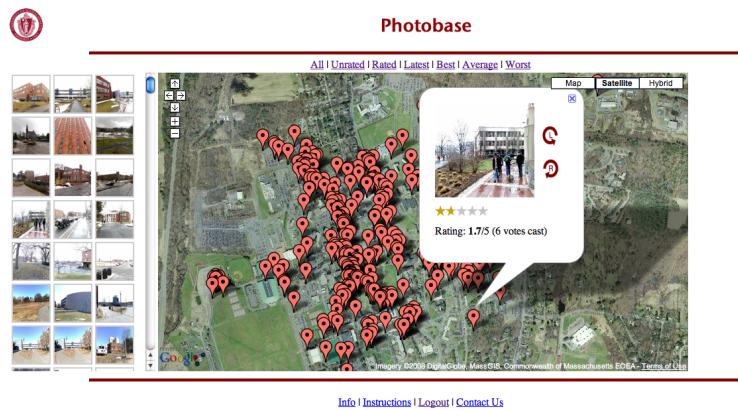 Photobase
All | Unrated | Rated | Latest | Best | Average | Worst
Map Satellite Hybrid
L
R
Rating: 1.7/5 (6 votes cast)
Google
Imagery ©2008 DigitalGlobe, MassGIS, Commonwealth of Massachusetts EOEA - Terms of Use
Info | Instructions | Logout | Contact Us